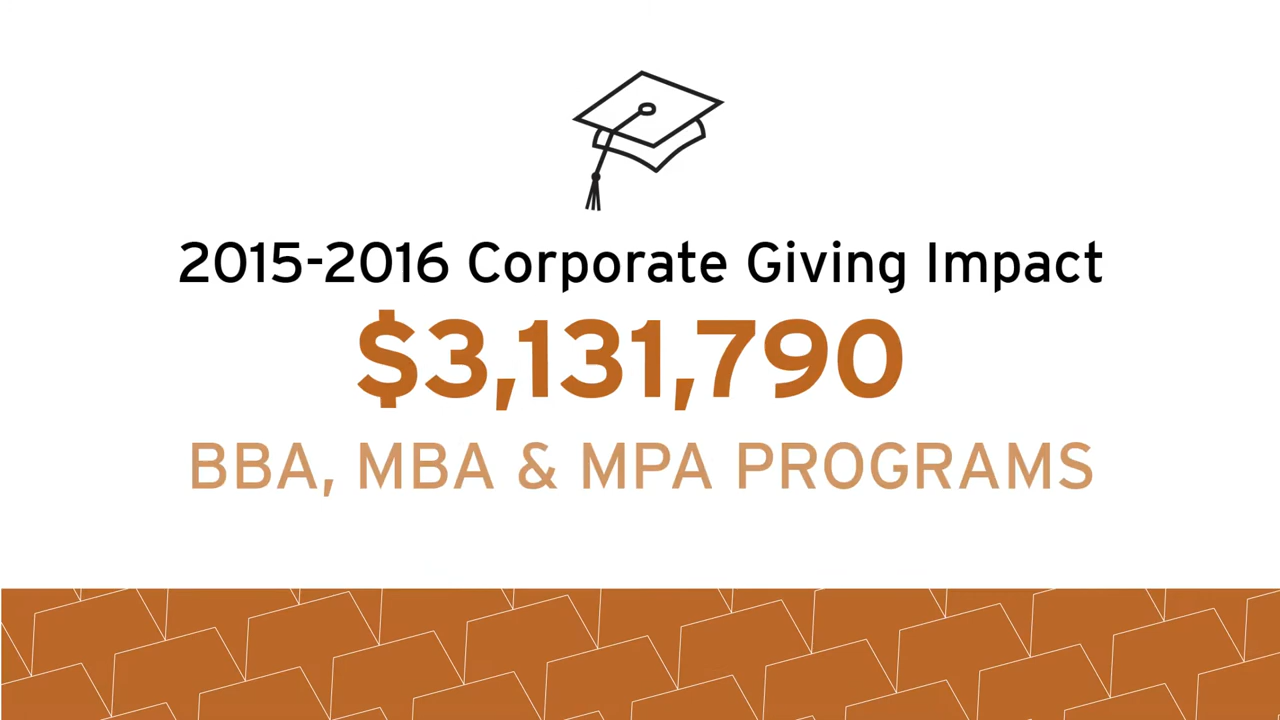 2015-2016 Corporate Giving Impact
$3,131,790
BBA, MBA & MPA PROGRAMS